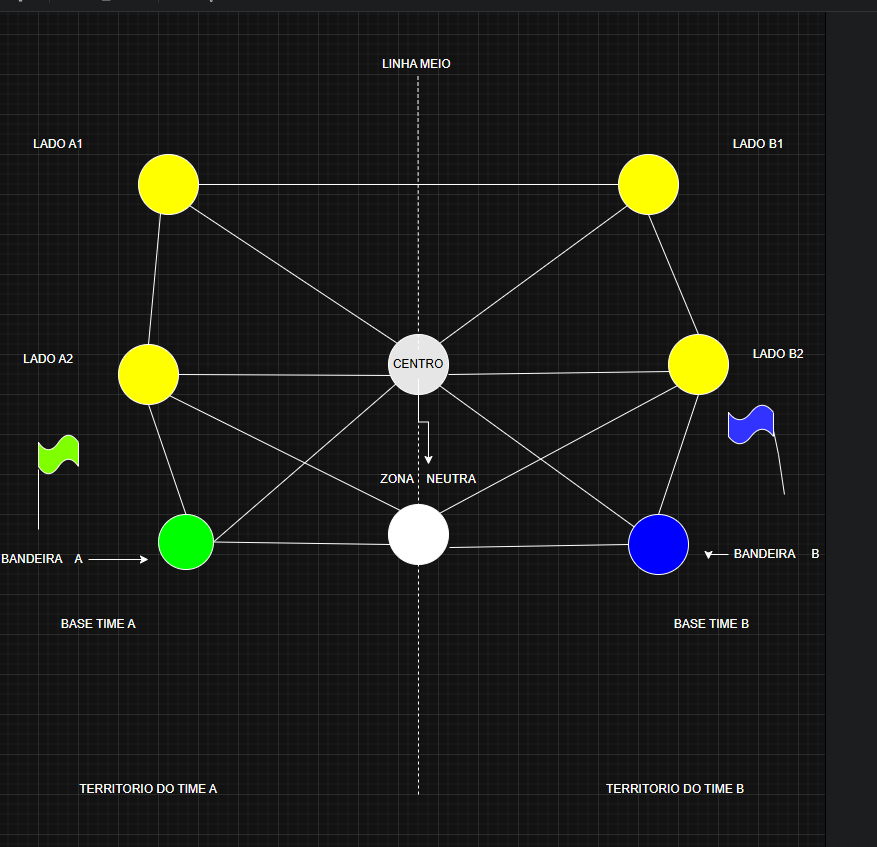 LINHA MEIO
LADO A1
LADO B1
LADO A2
CENTRO
LADO B2
ZONA NEUTRA
BANDEIRA A
BANDEIRA B
BASE TIME A
BASE TIME B
TERRITORIO DO TIME A
TERRITORIO DO TIME B